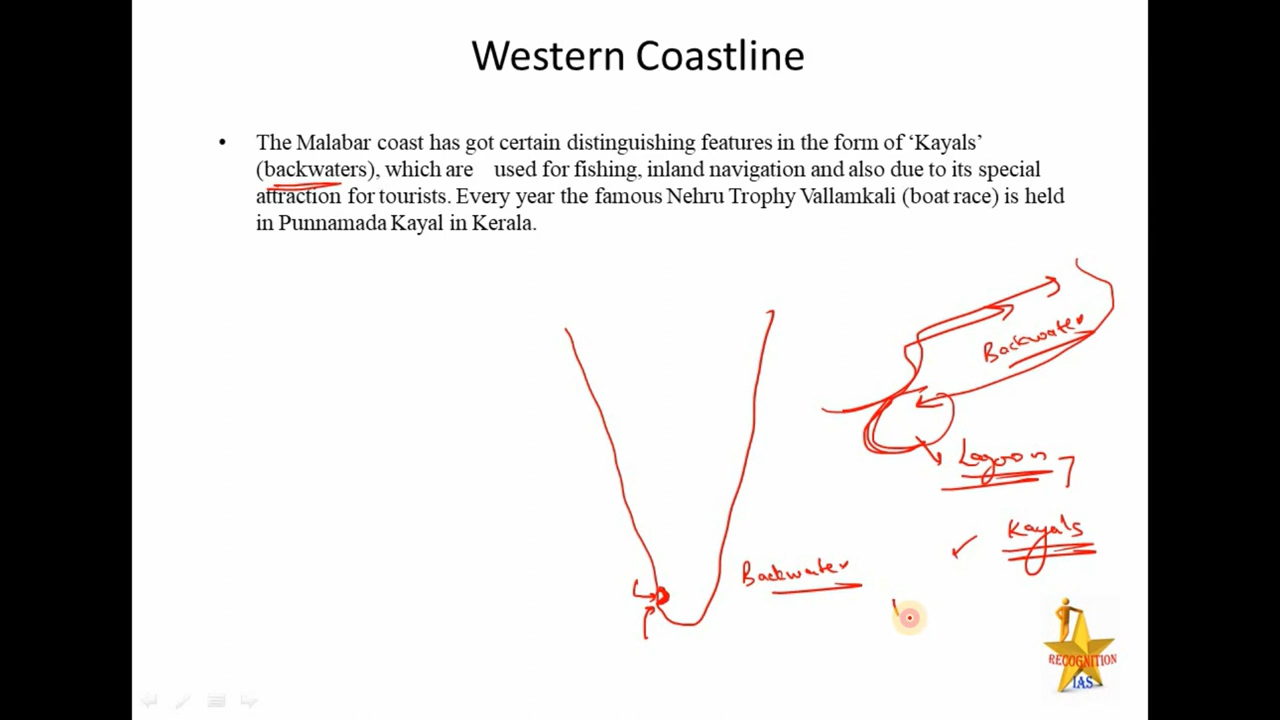 Western Coastline
• The Malabar coast has got certain distinguishing features in the form of ‘Kayals’
(backwaters), which are used for fishing, inland navigation and also due to its special
attraction for tourists. Every year the famous Nehru Trophy Vallamkali (boat race) is held
in Punnamada Kayal in Kerala.
Backwater
Lagoon
Kayals
Backwater
RECOGNITION
IAS